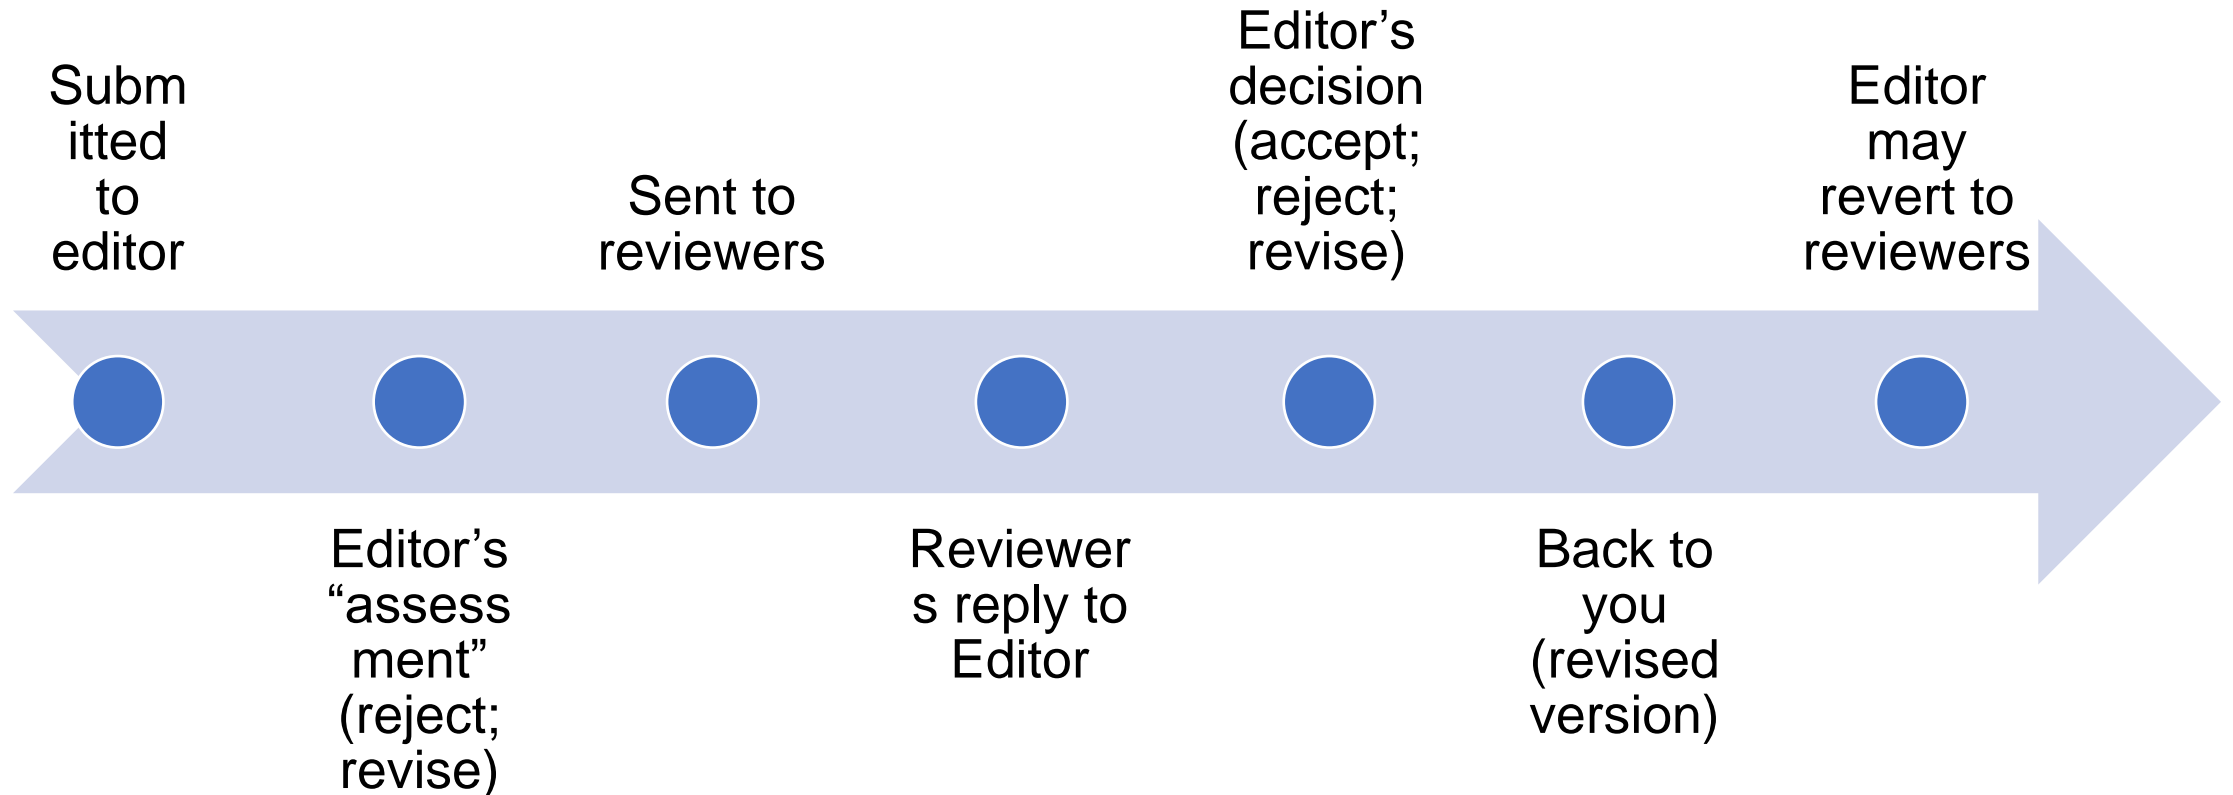 Subm
itted
to
editor
Editor’s
“assess
ment”
(reject;
revise)
Sent to
reviewers
Reviewer
s reply to
Editor
Editor’s
decision
(accept;
reject;
revise)
Back to
you
(revised
version)
Editor
may
revert to
reviewers